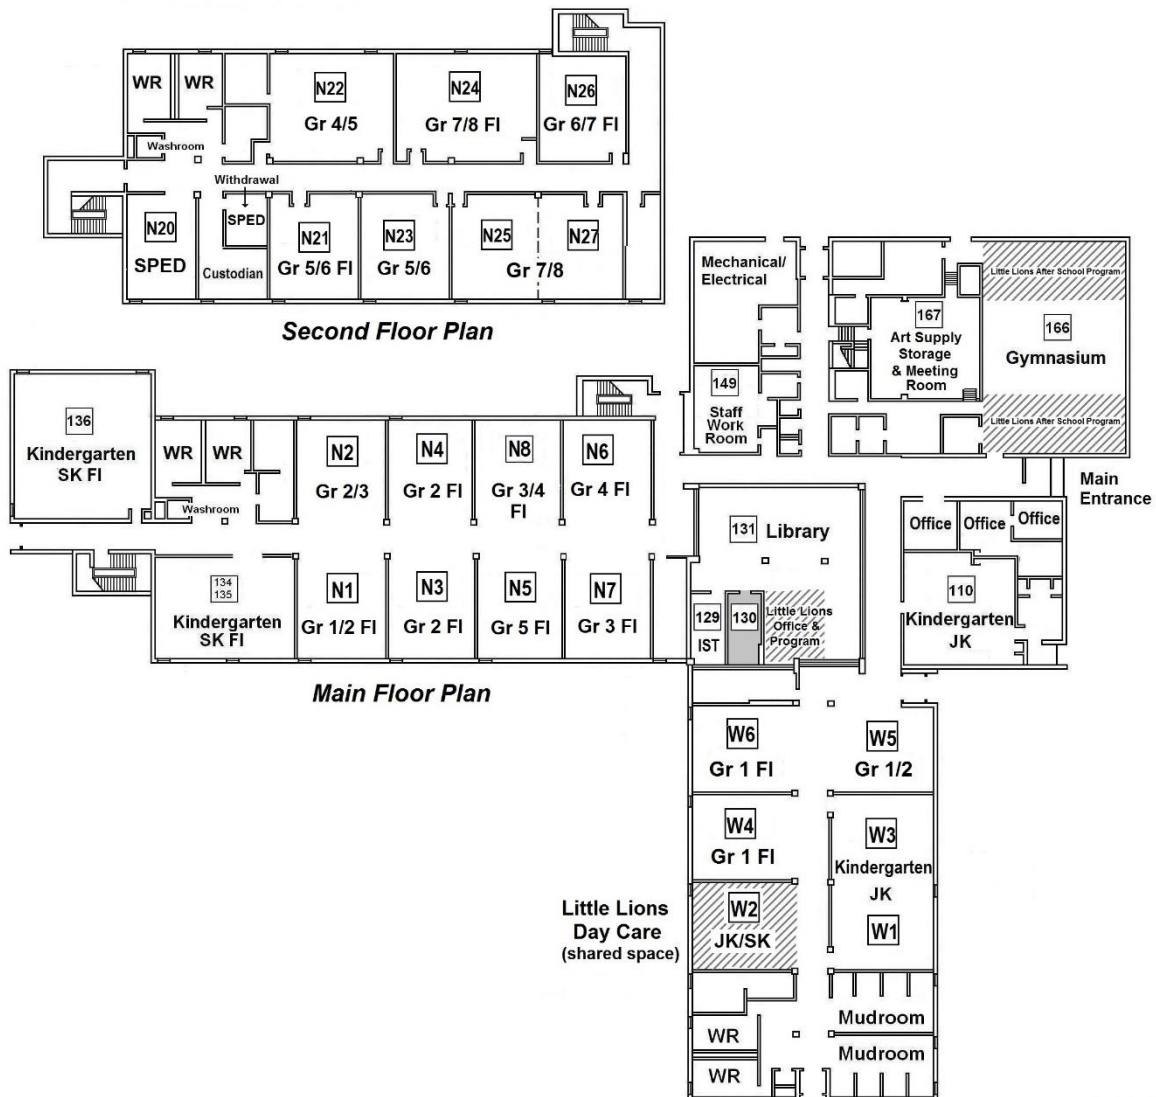 WR
WR
N22
Gr 4/5
N24
Gr 7/8 FI
N26
Gr 6/7 FI
Washroom
Withdrawal
SPED
N20
SPED
Custodian
N21
Gr 5/6 FI
N23
Gr 5/6
N25
N27
Gr 7/8
Second Floor Plan
Mechanical/
Electrical
149
Staff
Work
Room
167
Art Supply
Storage
& Meeting
Room
Little Lions After School Program
166
Gymnasium
Little Lions After School Program
Main
Entrance
136
Kindergarten
SK FI
WR
WR
Washroom
N2
Gr 2/3
N4
Gr 2 FI
N8
Gr 3/4
FI
N6
Gr 4 FI
134
135
Kindergarten
SK FI
N1
Gr 1/2 FI
N3
Gr 2 FI
N5
Gr 5 FI
N7
Gr 3 FI
Main Floor Plan
131
Library
129
IST
130
Little Lions
Office &
Program
Office
Office
Office
110
Kindergarten
JK
W6
Gr 1 FI
W5
Gr 1/2
W4
Gr 1 FI
W3
Kindergarten
JK
W1
Little Lions
Day Care
(shared space)
W2
JK/SK
Mudroom
Mudroom
WR
WR